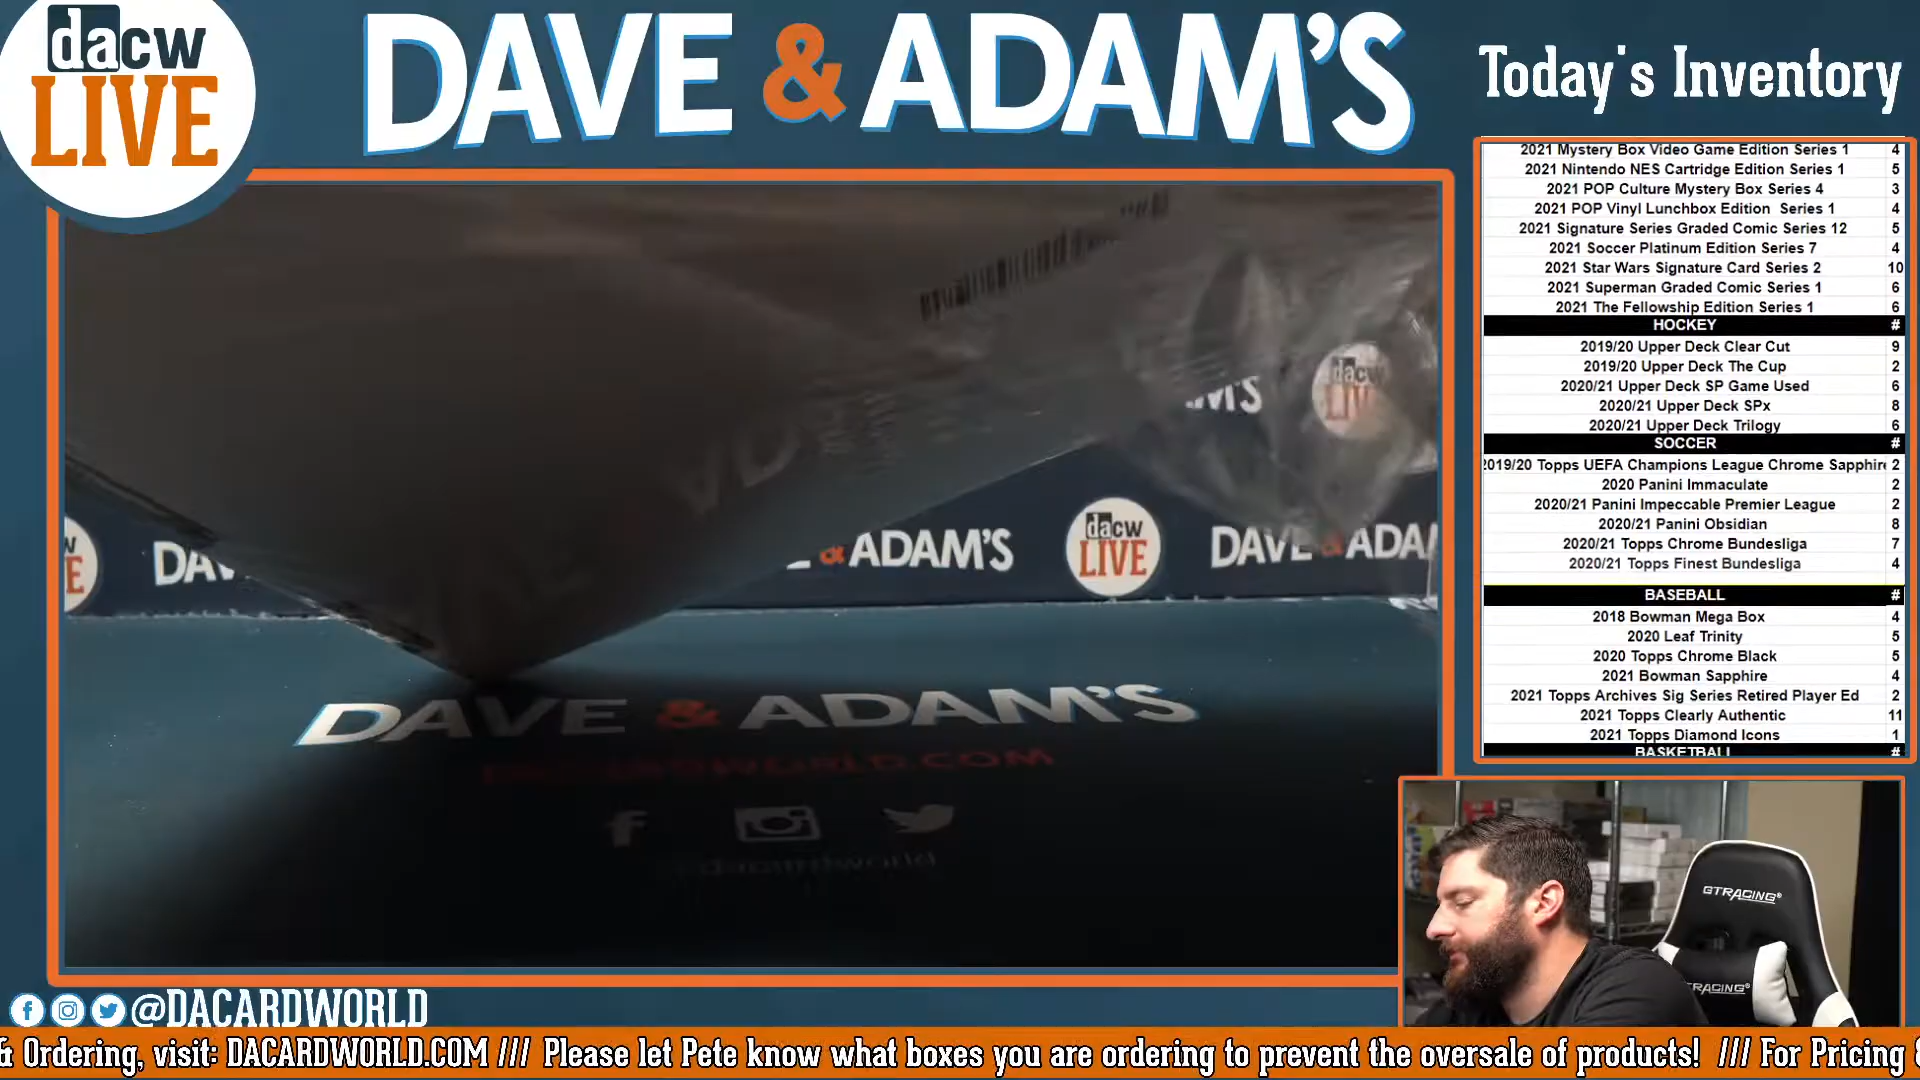 dacw
LIVE
DAVE & ADAM'S
Today's Inventory
2021 Mystery Box Video Game Edition Series 1 4
2021 Nintendo NES Cartridge Edition Series 1 5
2021 POP Culture Mystery Box Series 4 3
2021 POP Vinyl Lunchbox Edition Series 1 4
2021 Signature Series Graded Comic Series 12 5
2021 Soccer Platinum Edition Series 7 4
2021 Star Wars Signature Card Series 2 10
2021 Superman Graded Comic Series 1 6
2021 The Fellowship Edition Series 1 6
HOCKEY #
2019/20 Upper Deck Clear Cut 9
2019/20 Upper Deck The Cup 2
2020/21 Upper Deck SP Game Used 6
2020/21 Upper Deck SPx 8
2020/21 Upper Deck Trilogy 6
SOCCER #
2019/20 Topps UEFA Champions League Chrome Sapphire 2
2020 Panini Immaculate 2
2020/21 Panini Impeccable Premier League 2
2020/21 Panini Obsidian 8
2020/21 Topps Chrome Bundesliga 7
2020/21 Topps Finest Bundesliga 4
BASEBALL #
2018 Bowman Mega Box 4
2020 Leaf Trinity 5
2020 Topps Chrome Black 5
2021 Bowman Sapphire 4
2021 Topps Archives Sig Series Retired Player Ed 2
2021 Topps Clearly Authentic 11
2021 Topps Diamond Icons 1
BASKETBALL #
dacw
LIVE
DAV
& ADAM'S
dacw
LIVE
DAVE & ADA
DAVE & ADAM'S
dacardworld
GTRACING
@DACARDWORLD
& Ordering, visit: DACARDWORLD.COM /// Please let Pete know what boxes you are ordering to prevent the oversale of products! /// For Pricing